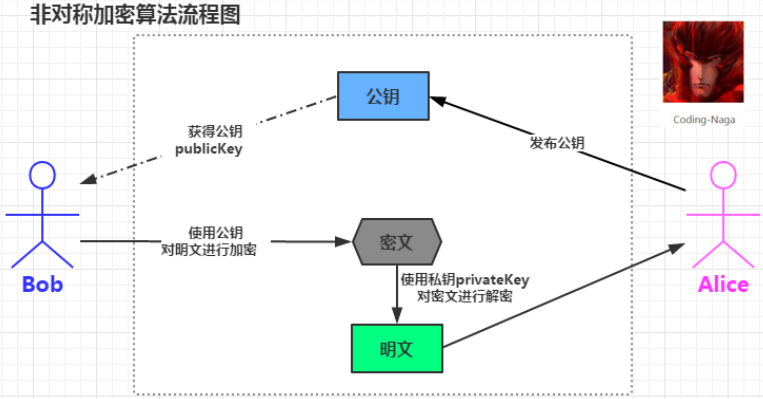 非对称加密算法流程图
公钥
Coding-Naga
获得公钥
publicKey
发布公钥
使用公钥
对明文进行加密
密文
Bob
Alice
使用私钥privateKey
对密文进行解密
明文